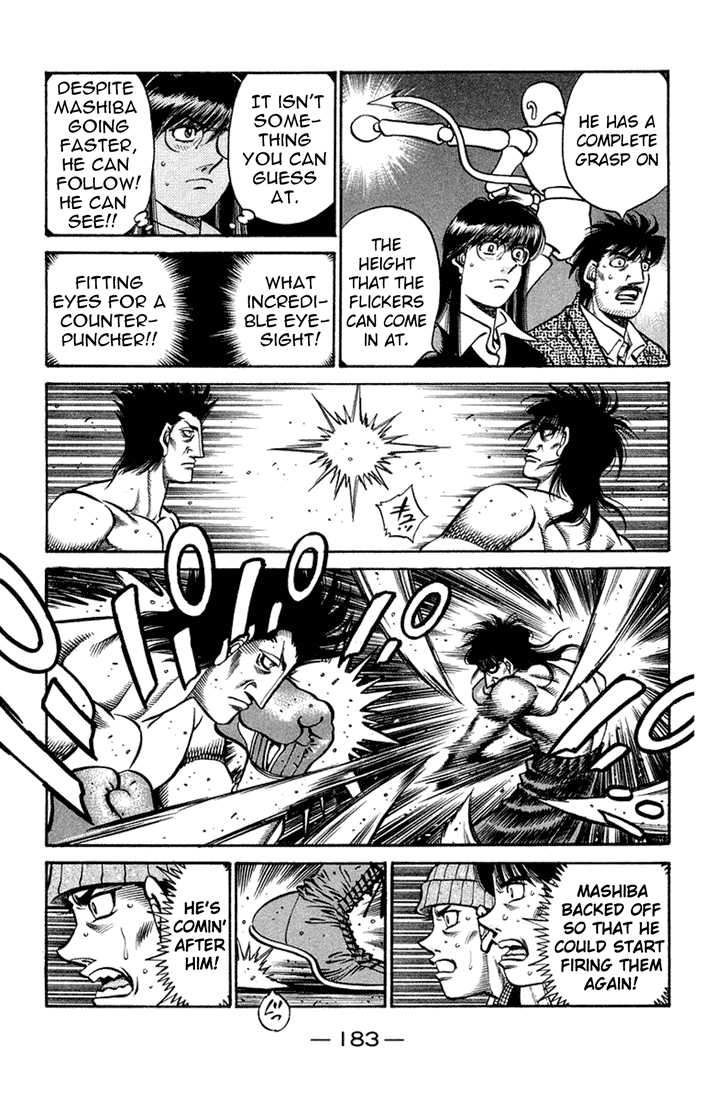 HE HAS A
COMPLETE
GRASP ON
THE
HEIGHT
THAT THE
FLICKERS
CAN COME
IN AT.
IT ISN'T
SOME-
THING
YOU CAN
GUESS
AT.
DESPITE
MASHIBA
GOING
FASTER,
HE CAN
FOLLOW!
HE CAN
SEE!!
WHAT
INCREDI-
BLE EYE-
SIGHT!
FITTING
EYES FOR A
COUNTER-
PUNCHER!!
MASHIBA
BACKED OFF
SO THAT HE
COULD START
FIRING THEM
AGAIN!
HE'S
COMIN'
AFTER
HIM!
— 183 —